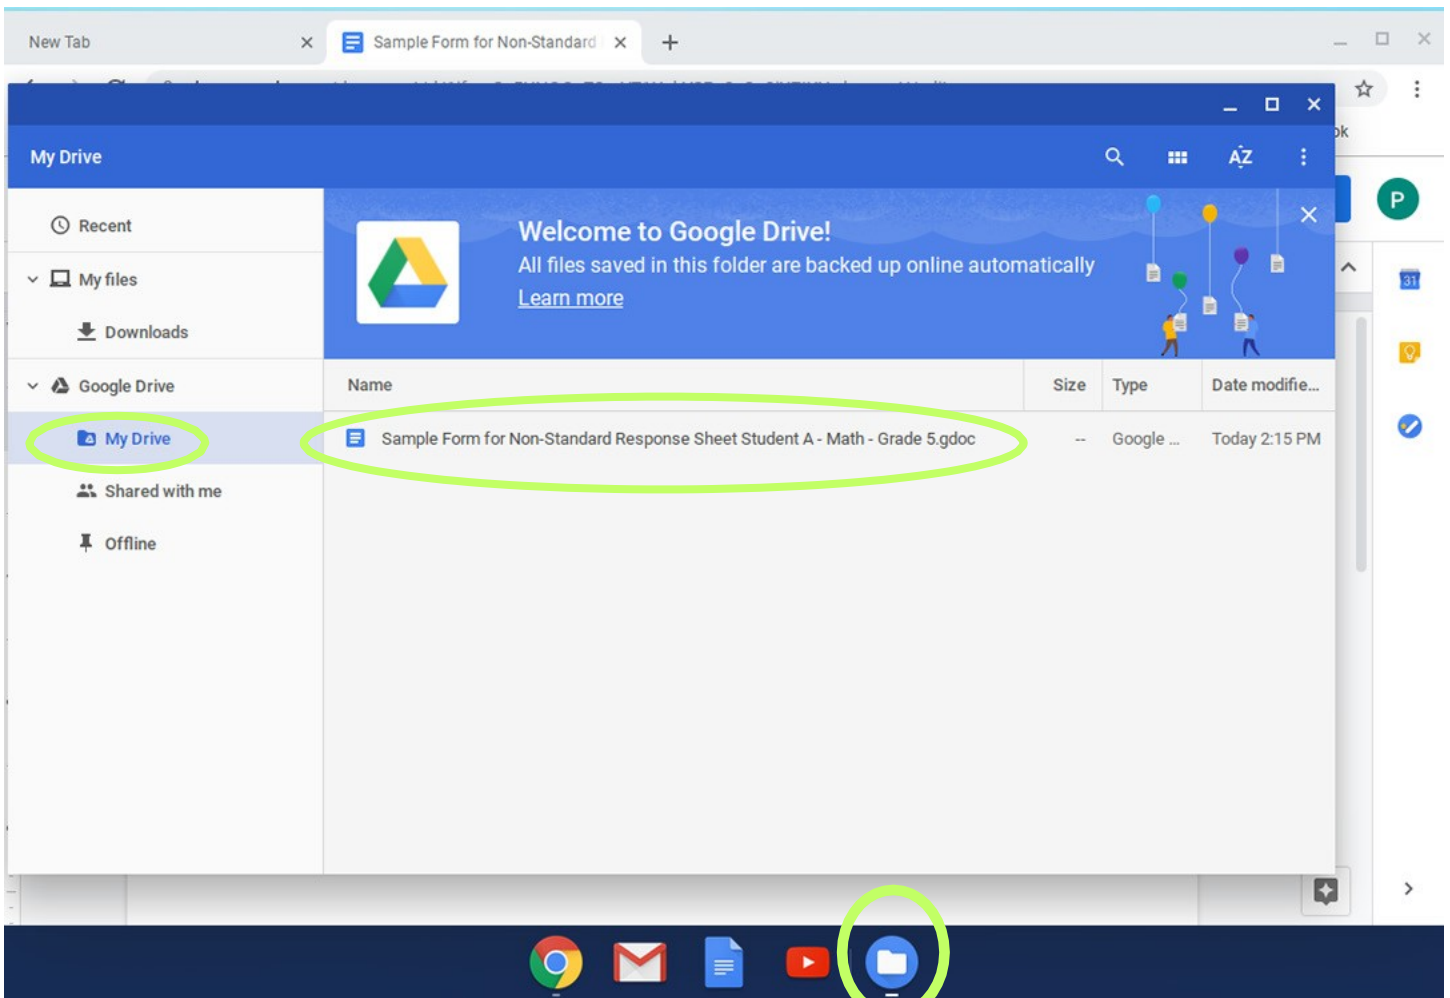 New Tab
Sample Form for Non-Standard
ok
My Drive
AZ
P
Recent
Welcome to Google Drive!
All files saved in this folder are backed up online automatically
Learn more
My files
31
Downloads
Google Drive
Name Size Type Date modifie...
My Drive
Sample Form for Non-Standard Response Sheet Student A - Math - Grade 5.gdoc -- Google ... Today 2:15 PM
Shared with me
Offline